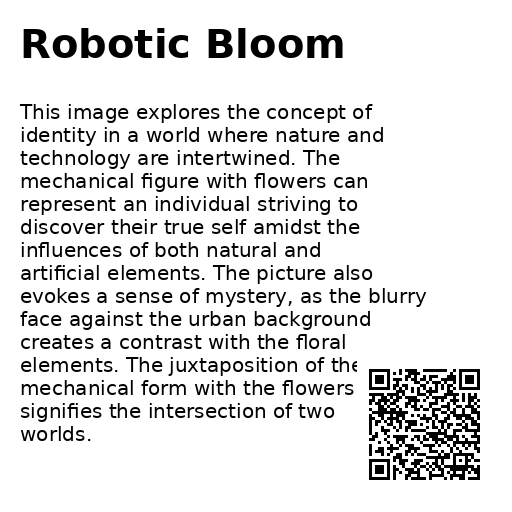 Robotic Bloom
This image explores the concept of
identity in a world where nature and
technology are intertwined. The
mechanical figure with flowers can
represent an individual striving to
discover their true self amidst the
influences of both natural and
artificial elements. The picture also
evokes a sense of mystery, as the blurry
face against the urban background
creates a contrast with the floral
elements. The juxtaposition of the
mechanical form with the flowers
signifies the intersection of two
worlds.